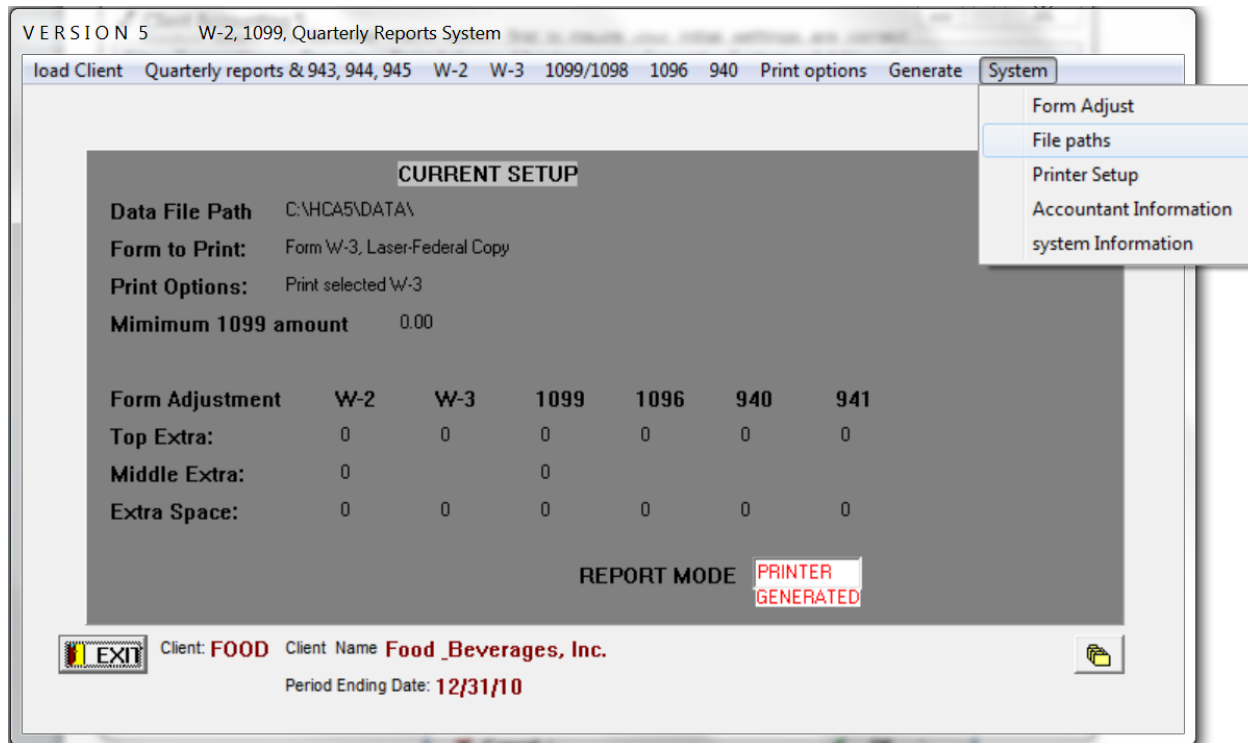 VERSION 5 W-2, 1099, Quarterly Reports System
load Client Quarterly reports & 943, 944, 945 W-2 W-3 1099/1098 1096 940 Print options Generate System
Form Adjust
File paths
Printer Setup
Accountant Information
system Information
CURRENT SETUP
Data File Path C:\HCA5\DATA\
Form to Print: Form W-3, Laser-Federal Copy
Print Options: Print selected W-3
Mimimum 1099 amount 0.00
Form Adjustment W-2 W-3 1099 1096 940 941
Top Extra: 0 0 0 0 0 0
Middle Extra: 0 0
Extra Space: 0 0 0 0 0 0
REPORT MODE PRINTER
GENERATED
EXIT Client: FOOD Client Name Food _Beverages, Inc.
Period Ending Date: 12/31/10